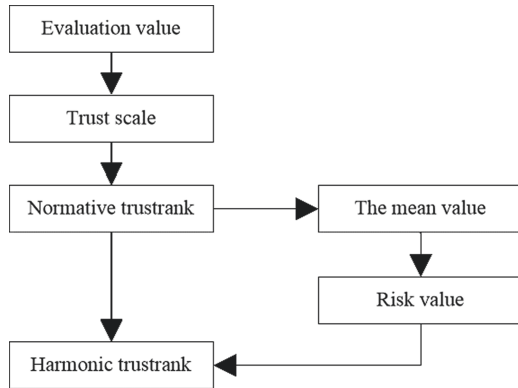 Evaluation value
Trust scale
Normative trustrank
The mean value
Risk value
Harmonic trustrank